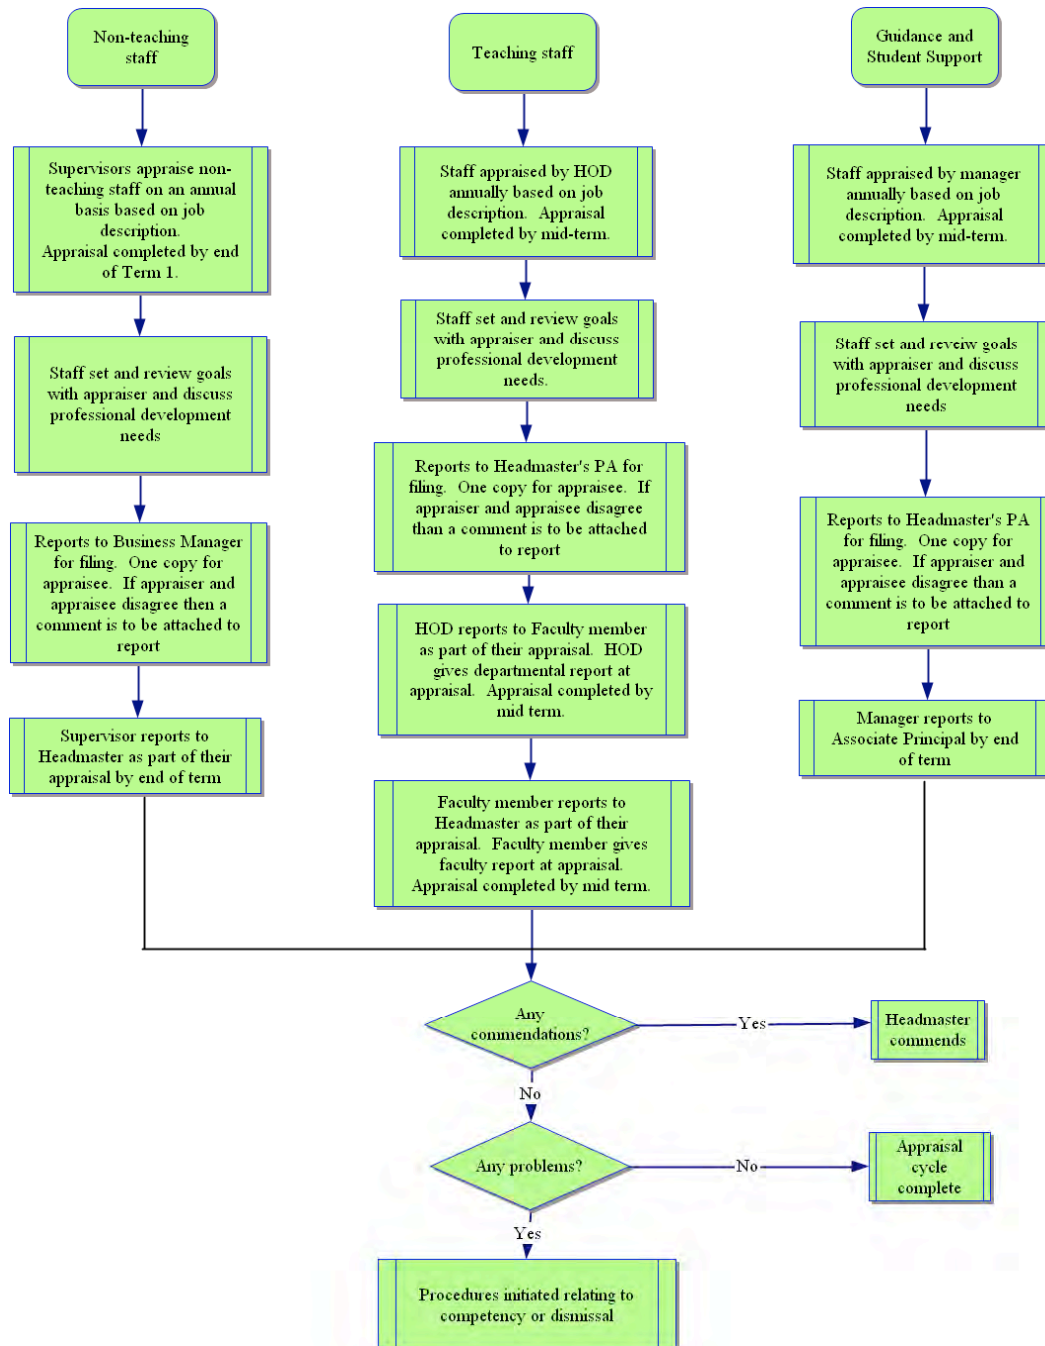 Non-teaching
staff
Supervisors appraise non-
teaching staff on an annual
basis based on job
description.
Appraisal completed by end
of Term 1.
Staff set and review goals
with appraiser and discuss
professional development
needs
Reports to Business Manager
for filing. One copy for
appraisee. If appraiser and
appraisee disagree then a
comment is to be attached to
report
Supervisor reports to
Headmaster as part of their
appraisal by end of term
Teaching staff
Staff appraised by HOD
annually based on job
description. Appraisal
completed by mid-term.
Staff set and review goals
with appraiser and discuss
professional development
needs.
Reports to Headmaster's PA for
filing. One copy for appraisee. If
appraiser and appraisee disagree
than a comment is to be attached
to report
HOD reports to Faculty member
as part of their appraisal. HOD
gives departmental report at
appraisal. Appraisal completed by
mid term.
Faculty member reports to
Headmaster as part of their
appraisal. Faculty member gives
faculty report at appraisal.
Appraisal completed by mid term.
Guidance and
Student Support
Staff appraised by manager
annually based on job
description. Appraisal
completed by mid-term.
Staff set and reveiw goals
with appraiser and discuss
professional development
needs
Reports to Headmaster's PA
for filing. One copy for
appraisee. If appraiser and
appraisee disagree than a
comment is to be attached to
report
Manager reports to
Associate Principal by end
of term
Any
commendations?
Yes
Headmaster
commends
No
Any problems?
No
Appraisal
cycle
complete
Yes
Procedures initiated relating to
competency or dismissal